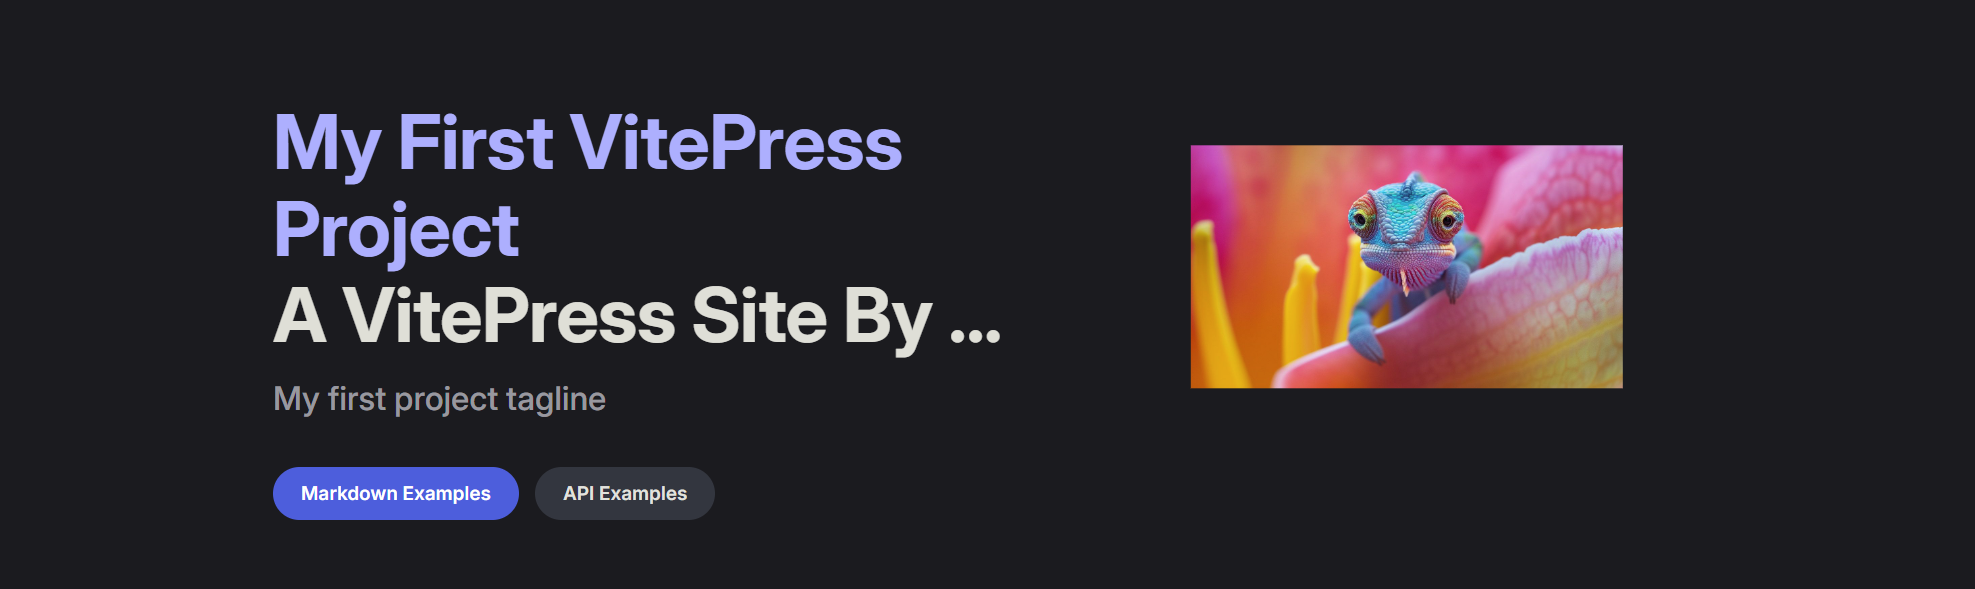 My First VitePress
Project
A VitePress Site By ...
My first project tagline
Markdown Examples
API Examples